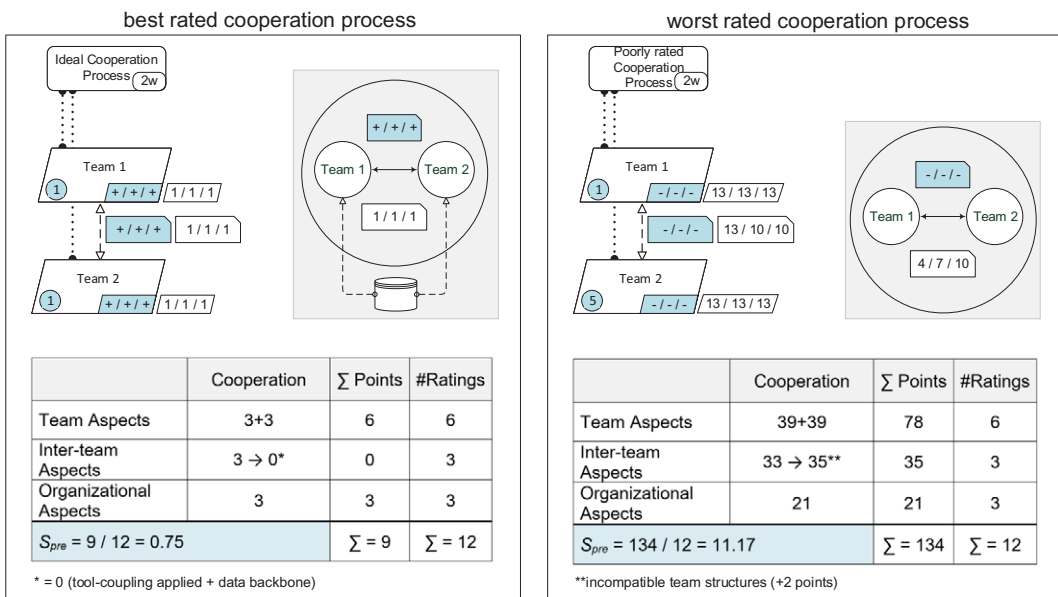 best rated cooperation process
Ideal Cooperation
Process
2w
Team 1
1
+ / + / +
1 / 1 / 1
+ / + / +
1 / 1 / 1
Team 2
1
+ / + / +
1 / 1 / 1
+ / + / +
Team 1
Team 2
1 / 1 / 1
Cooperation ∑ Points #Ratings
Team Aspects 3+3 6 6
Inter-team
Aspects 3 → 0* 0 3
Organizational
Aspects 3 3 3
Spre = 9 / 12 = 0.75 ∑ = 9 ∑ = 12
* = 0 (tool-coupling applied + data backbone)
worst rated cooperation process
Poorly rated
Cooperation
Process
2w
Team 1
1
- / - / -
13 / 13 / 13
- / - / -
13 / 10 / 10
Team 2
5
- / - / -
13 / 13 / 13
- / - / -
Team 1
Team 2
4 / 7 / 10
Cooperation ∑ Points #Ratings
Team Aspects 39+39 78 6
Inter-team
Aspects 33 → 35** 35 3
Organizational
Aspects 21 21 3
Spre = 134 / 12 = 11.17 ∑ = 134 ∑ = 12
**incompatible team structures (+2 points)